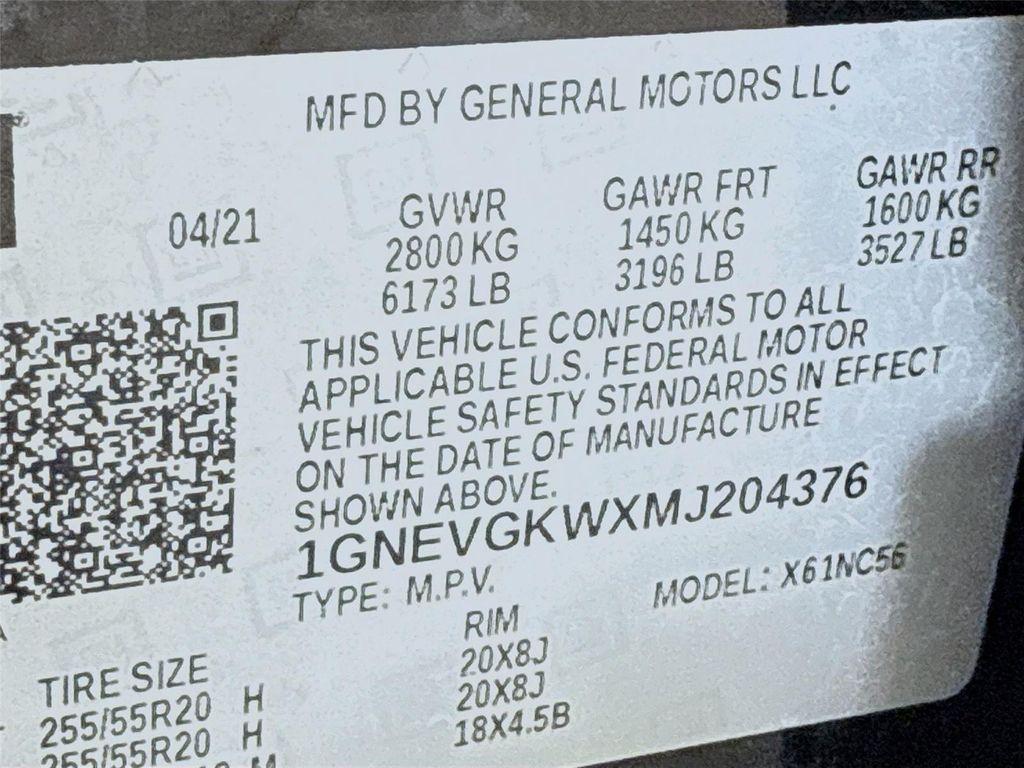 MFD BY GENERAL MOTORS LLC
04/21
GVWR GAWR FRT GAWR RR
2800 KG 1450 KG 1600 KG
6173 LB 3196 LB 3527 LB
THIS VEHICLE CONFORMS TO ALL
APPLICABLE U.S. FEDERAL MOTOR
VEHICLE SAFETY STANDARDS IN EFFECT
ON THE DATE OF MANUFACTURE
SHOWN ABOVE.
1GNEVGKWXMJ204376
TYPE: M.P.V. MODEL: X61NC56
TIRE SIZE RIM
255/55R20 H 20X8J
255/55R20 H 20X8J
18X4.5B